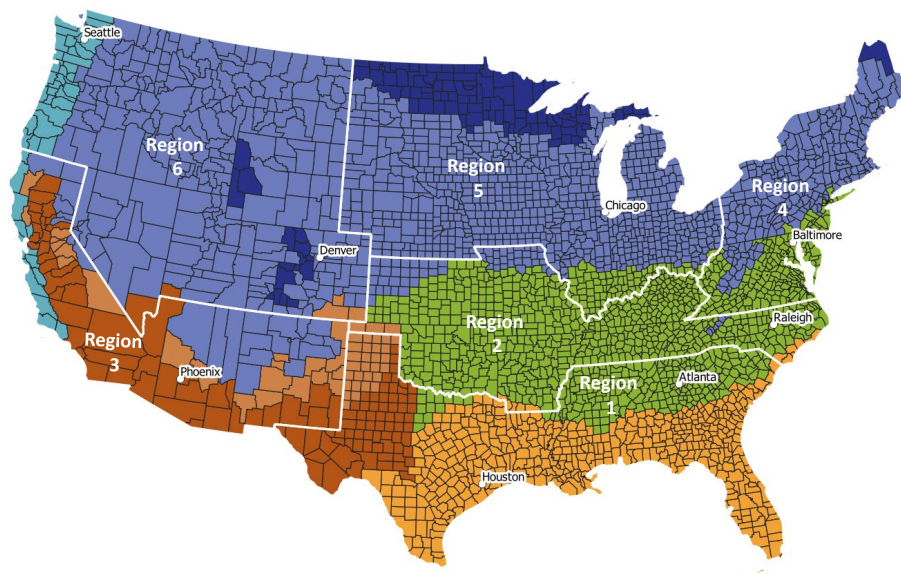 Seattle
Region
6
Region
5
Region
4
Chicago
Baltimore
Denver
Raleigh
Region
2
Region
3
Phoenix
Region
1
Atlanta
Houston